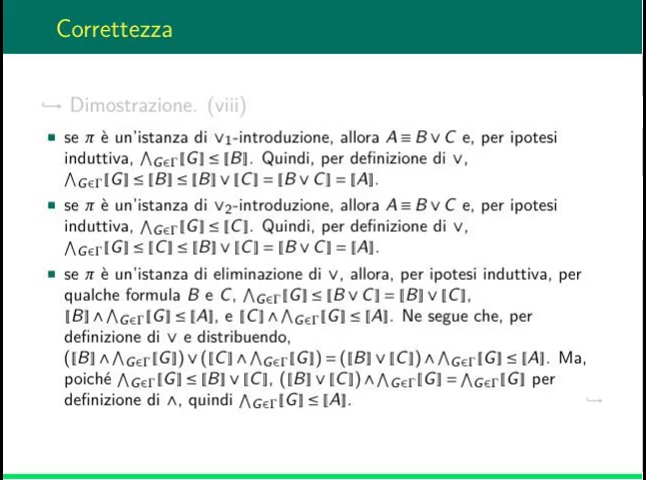 Correttezza
↪ Dimostrazione. (viii)
▪ se π è un'istanza di ∨₁-introduzione, allora A ≡ B ∨ C e, per ipotesi
induttiva, ⋀_{G∈Γ}⟦G⟧ ≤ ⟦B⟧. Quindi, per definizione di ∨,
⋀_{G∈Γ}⟦G⟧ ≤ ⟦B⟧ ≤ ⟦B⟧ ∨ ⟦C⟧ = ⟦B ∨ C⟧ = ⟦A⟧.
▪ se π è un'istanza di ∨₂-introduzione, allora A ≡ B ∨ C e, per ipotesi
induttiva, ⋀_{G∈Γ}⟦G⟧ ≤ ⟦C⟧. Quindi, per definizione di ∨,
⋀_{G∈Γ}⟦G⟧ ≤ ⟦C⟧ ≤ ⟦B⟧ ∨ ⟦C⟧ = ⟦B ∨ C⟧ = ⟦A⟧.
▪ se π è un'istanza di eliminazione di ∨, allora, per ipotesi induttiva, per
qualche formula B e C, ⋀_{G∈Γ}⟦G⟧ ≤ ⟦B ∨ C⟧ = ⟦B⟧ ∨ ⟦C⟧,
⟦B⟧ ∧ ⋀_{G∈Γ}⟦G⟧ ≤ ⟦A⟧, e ⟦C⟧ ∧ ⋀_{G∈Γ}⟦G⟧ ≤ ⟦A⟧. Ne segue che, per
definizione di ∨ e distribuendo,
(⟦B⟧ ∧ ⋀_{G∈Γ}⟦G⟧) ∨ (⟦C⟧ ∧ ⋀_{G∈Γ}⟦G⟧) = (⟦B⟧ ∨ ⟦C⟧) ∧ ⋀_{G∈Γ}⟦G⟧ ≤ ⟦A⟧. Ma,
poiché ⋀_{G∈Γ}⟦G⟧ ≤ ⟦B⟧ ∨ ⟦C⟧, (⟦B⟧ ∨ ⟦C⟧) ∧ ⋀_{G∈Γ}⟦G⟧ = ⋀_{G∈Γ}⟦G⟧ per
definizione di ∧, quindi ⋀_{G∈Γ}⟦G⟧ ≤ ⟦A⟧. ↪